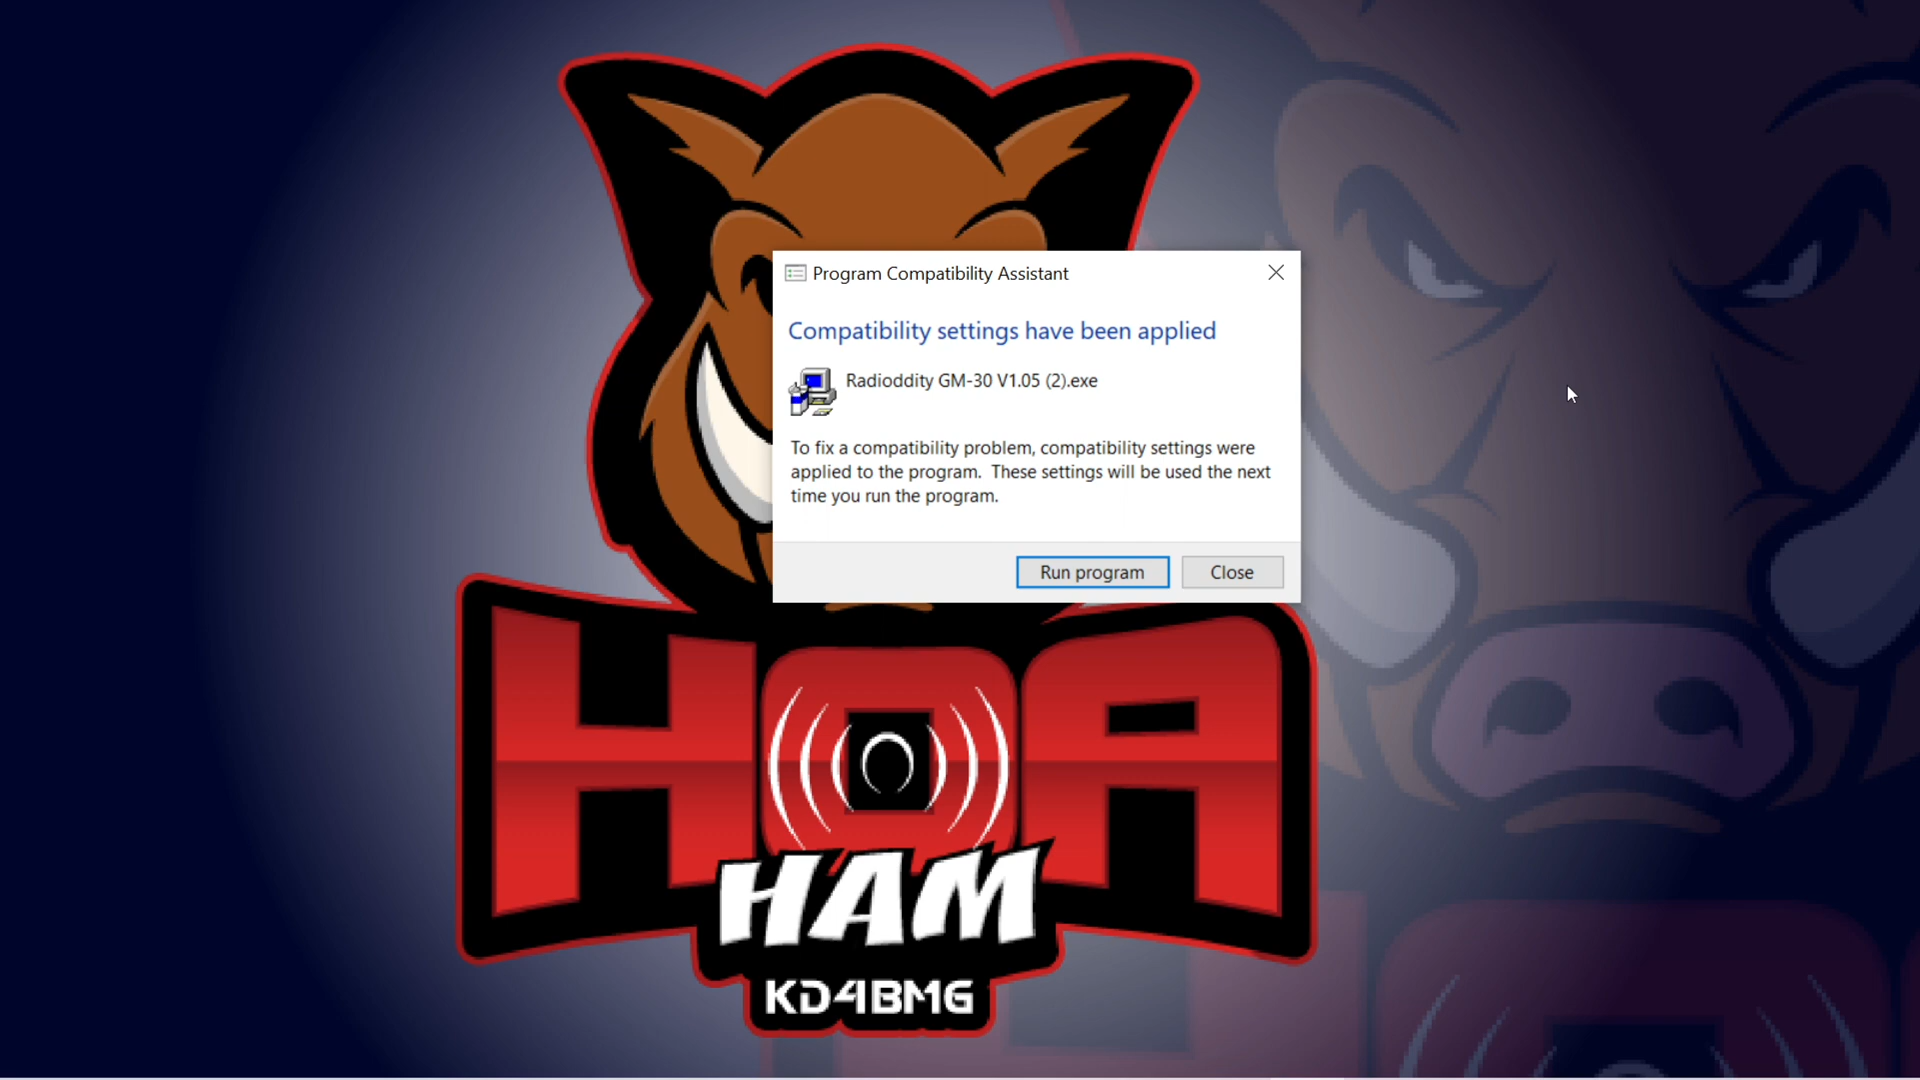 Program Compatibility Assistant
Compatibility settings have been applied
Radioddity GM-30 V1.05 (2).exe
To fix a compatibility problem, compatibility settings were
applied to the program. These settings will be used the next
time you run the program.
Run program
Close
HOA
HAM
KD4BMG